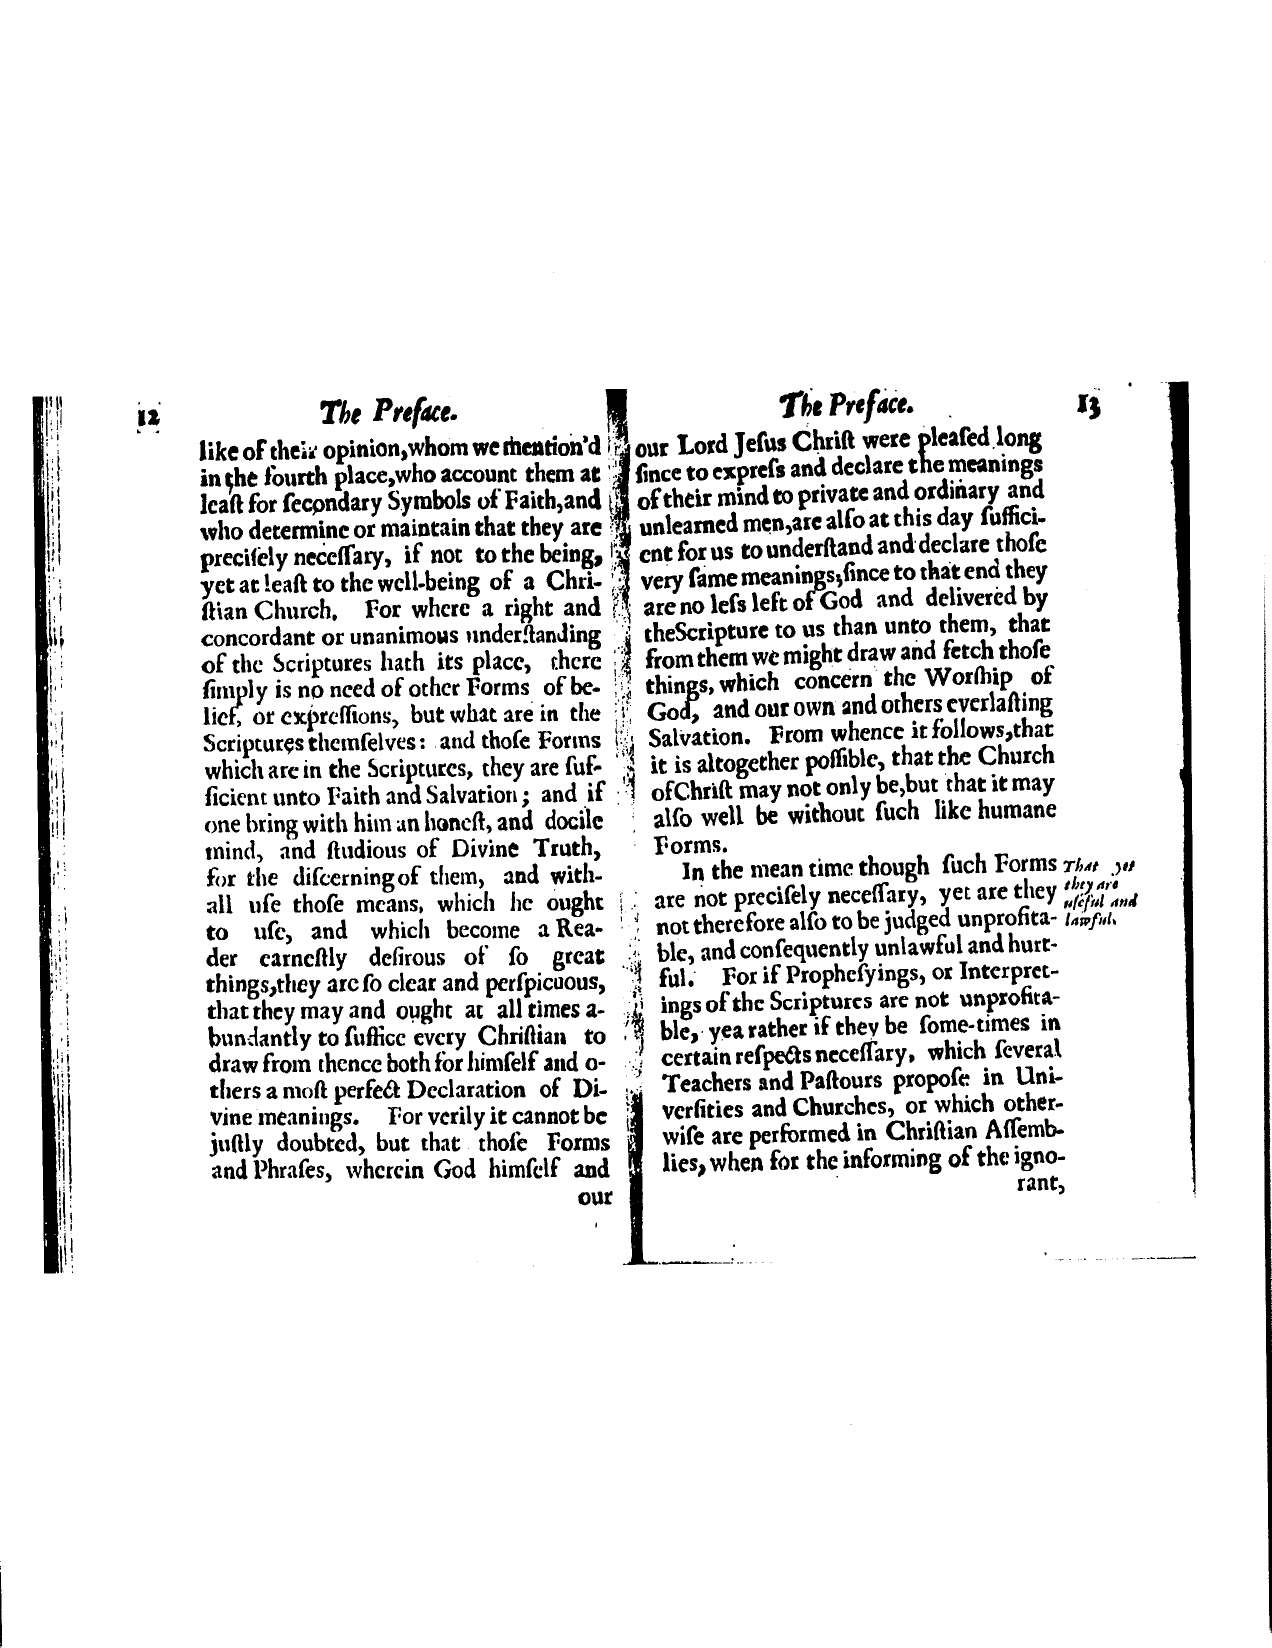 12 The Preface.
like of their opinion,whom we mention'd
in the fourth place,who account them at
leaſt for ſecondary Symbols of Faith,and
who determine or maintain that they are
preciſely neceſſary, if not to the being,
yet at leaſt to the well-being of a Chri-
ſtian Church. For where a right and
concordant or unanimous underſtanding
of the Scriptures hath its place, there
ſimply is no need of other Forms of be-
lief, or expreſſions, but what are in the
Scriptures themſelves: and thoſe Forms
which are in the Scriptures, they are ſuf-
ficient unto Faith and Salvation; and if
one bring with him an honeſt, and docile
mind, and ſtudious of Divine Truth,
for the diſcerning of them, and with-
all uſe thoſe means, which he ought
to uſe, and which become a Rea-
der earneſtly deſirous of ſo great
things,they are ſo clear and perſpicuous,
that they may and ought at all times a-
bundantly to ſuffice every Chriſtian to
draw from thence both for himſelf and o-
thers a moſt perfect Declaration of Di-
vine meanings. For verily it cannot be
juſtly doubted, but that thoſe Forms
and Phraſes, wherein God himſelf and
our
The Preface. 13
our Lord Jeſus Chriſt were pleaſed long
ſince to expreſs and declare the meanings
of their mind to private and ordinary and
unlearned men,are alſo at this day ſuffici-
ent for us to underſtand and declare thoſe
very ſame meanings;ſince to that end they
are no leſs left of God and delivered by
theScripture to us than unto them, that
from them we might draw and fetch thoſe
things, which concern the Worſhip of
God, and our own and others everlaſting
Salvation. From whence it follows,that
it is altogether poſſible, that the Church
ofChriſt may not only be,but that it may
alſo well be without ſuch like humane
Forms.
In the mean time though ſuch Forms
are not preciſely neceſſary, yet are they
not therefore alſo to be judged unprofita-
ble, and conſequently unlawful and hurt-
ful. For if Propheſyings, or Interpret-
ings of the Scriptures are not unprofita-
ble, yea rather if they be ſome-times in
certain reſpects neceſſary, which ſeveral
Teachers and Paſtours propoſe in Uni-
verſities and Churches, or which other-
wiſe are performed in Chriſtian Aſſemb-
lies, when for the informing of the igno-
rant,
That yet
they are
uſeful and
lawful.